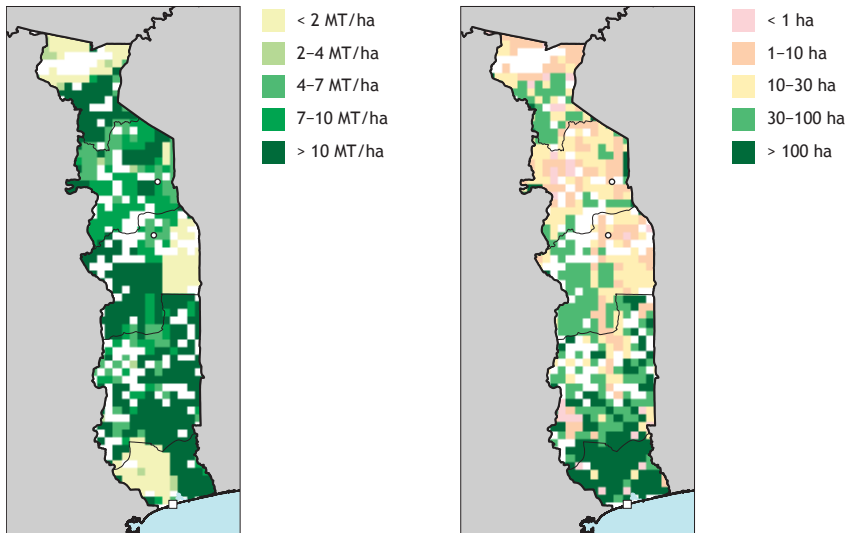 < 2 MT/ha
2–4 MT/ha
4–7 MT/ha
7–10 MT/ha
> 10 MT/ha
< 1 ha
1–10 ha
10–30 ha
30–100 ha
> 100 ha